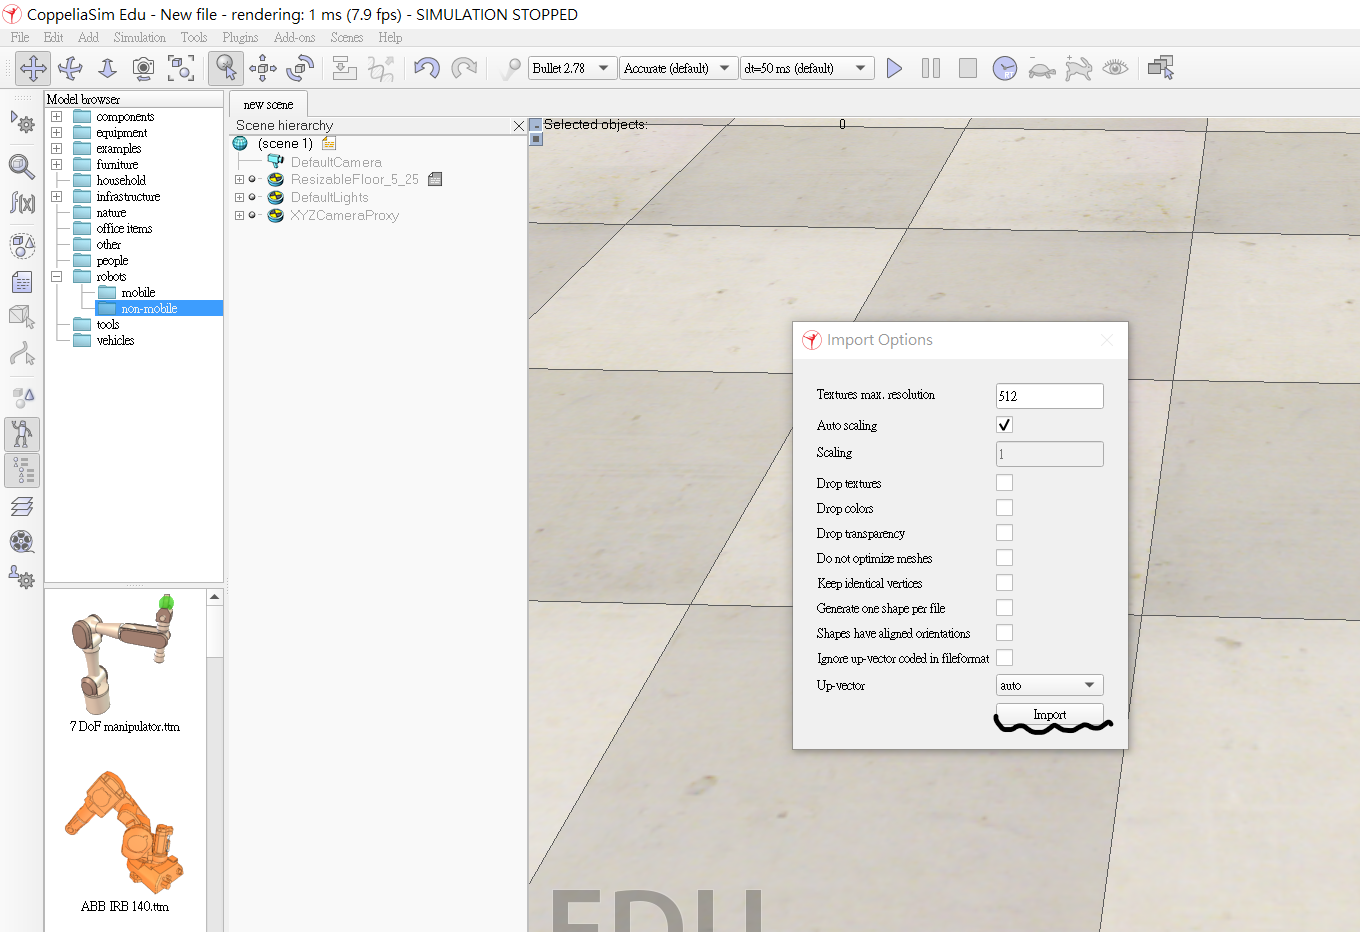 CoppeliaSim Edu - New file - rendering: 1 ms (7.9 fps) - SIMULATION STOPPED
File Edit Add Simulation Tools Plugins Add-ons Scenes Help
Bullet 2.78 Accurate (default) dt=50 ms (default)
Model browser
components
equipment
examples
furniture
household
infrastructure
nature
office items
other
people
robots
mobile
non-mobile
tools
vehicles
7 DoF manipulator.ttm
ABB IRB 140.ttm
new scene
Scene hierarchy
(scene 1)
DefaultCamera
ResizableFloor_5_25
DefaultLights
XYZCameraProxy
Selected objects: 0
Import Options
Textures max. resolution 512
Auto scaling
Scaling 1
Drop textures
Drop colors
Drop transparency
Do not optimize meshes
Keep identical vertices
Generate one shape per file
Shapes have aligned orientations
Ignore up-vector coded in fileformat
Up-vector auto
Import
EDU